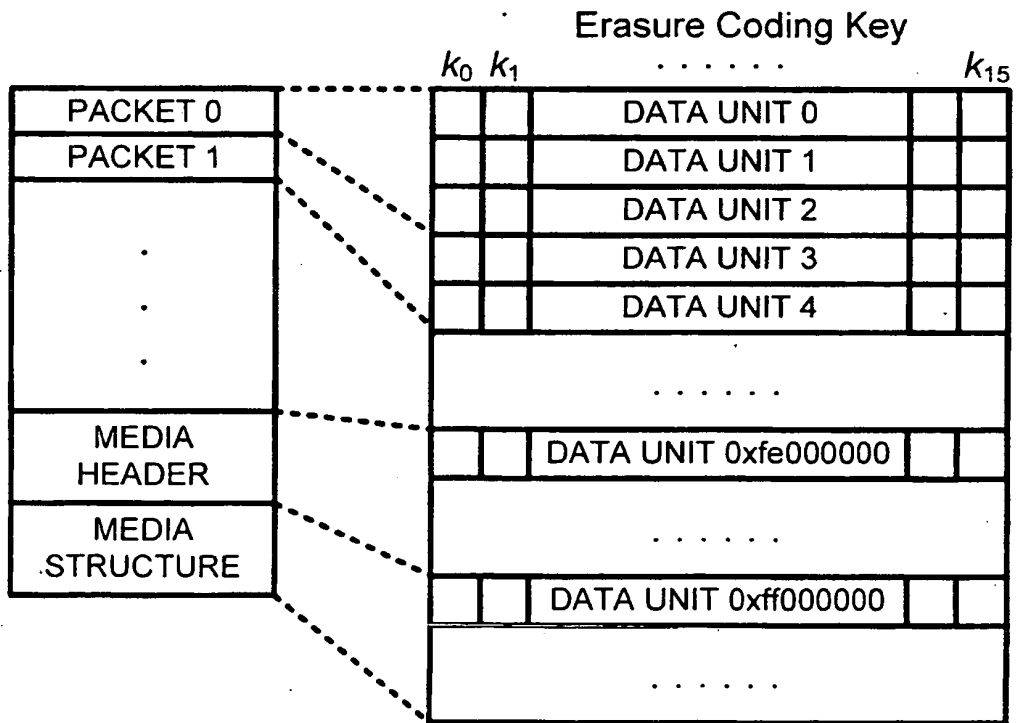 Erasure Coding Key
k0 k1 . . . . . . k15
PACKET 0
PACKET 1
.
.
.
MEDIA
HEADER
MEDIA
STRUCTURE
DATA UNIT 0
DATA UNIT 1
DATA UNIT 2
DATA UNIT 3
DATA UNIT 4
. . . . . .
DATA UNIT 0xfe000000
. . . . . .
DATA UNIT 0xff000000
. . . . . .